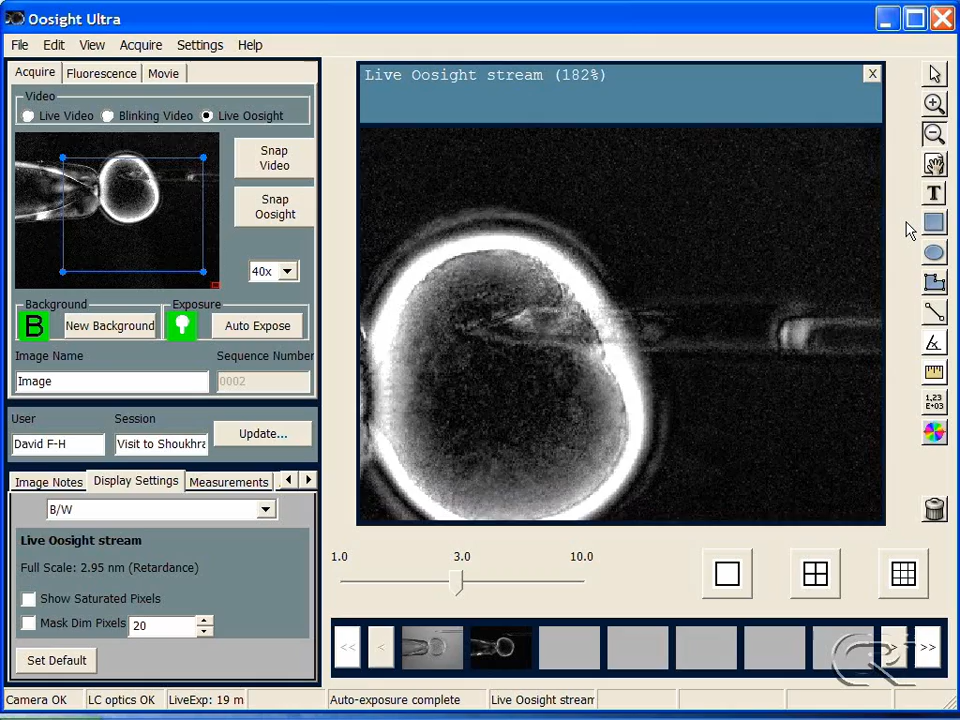 Oosight Ultra
File Edit View Acquire Settings Help
Acquire Fluorescence Movie
Video
Live Video Blinking Video Live Oosight
Snap Video
Snap Oosight
40x
Background Exposure
B New Background Auto Expose
Image Name Sequence Number
Image 0002
User Session
David F-H Visit to Shoukhra Update...
Image Notes Display Settings Measurements
B/W
Live Oosight stream
Full Scale: 2.95 nm (Retardance)
Show Saturated Pixels
Mask Dim Pixels 20
Set Default
Live Oosight stream (182%) X
T
1,23
E+03
1.0 3.0 10.0
<< < > >>
Camera OK LC optics OK LiveExp: 19 m Auto-exposure complete Live Oosight stream